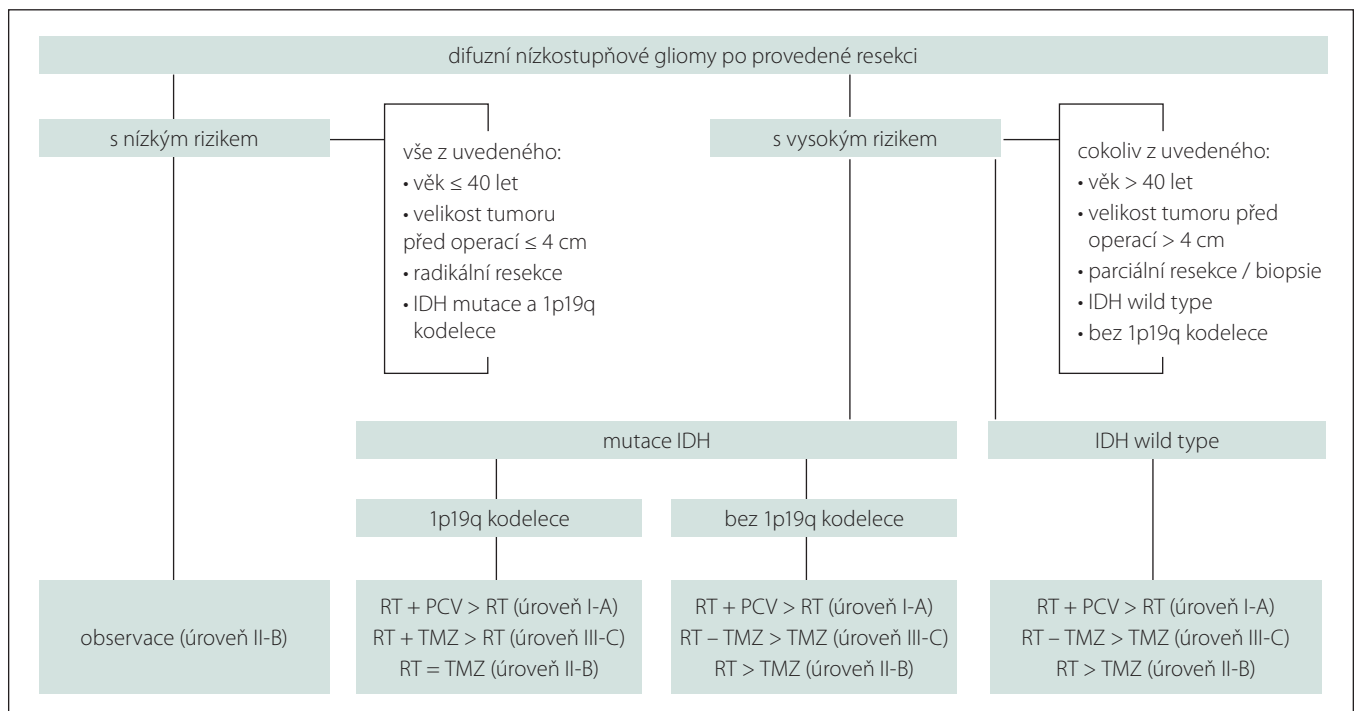 difuzní nízkostupňové gliomy po provedené resekci
s nízkým rizikem
vše z uvedeného:
• věk ≤ 40 let
• velikost tumoru
před operací ≤ 4 cm
• radikální resekce
• IDH mutace a 1p19q
kodelece
s vysokým rizikem
cokoliv z uvedeného:
• věk > 40 let
• velikost tumoru před
operací > 4 cm
• parciální resekce / biopsie
• IDH wild type
• bez 1p19q kodelece
mutace IDH
IDH wild type
1p19q kodelece
bez 1p19q kodelece
observace (úroveň II-B)
RT + PCV > RT (úroveň I-A)
RT + TMZ > RT (úroveň III-C)
RT = TMZ (úroveň II-B)
RT + PCV > RT (úroveň I-A)
RT – TMZ > TMZ (úroveň III-C)
RT > TMZ (úroveň II-B)
RT + PCV > RT (úroveň I-A)
RT – TMZ > TMZ (úroveň III-C)
RT > TMZ (úroveň II-B)